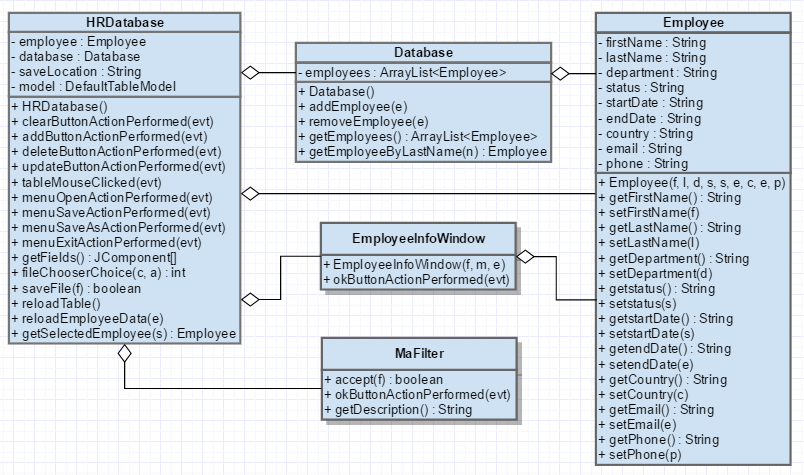 HRDatabase
- employee : Employee
- database : Database
- saveLocation : String
- model : DefaultTableModel
+ HRDatabase()
+ clearButtonActionPerformed(evt)
+ addButtonActionPerformed(evt)
+ deleteButtonActionPerformed(evt)
+ updateButtonActionPerformed(evt)
+ tableMouseClicked(evt)
+ menuOpenActionPerformed(evt)
+ menuSaveActionPerformed(evt)
+ menuSaveAsActionPerformed(evt)
+ menuExitActionPerformed(evt)
+ getFields() : JComponent[]
+ fileChooserChoice(c, a) : int
+ saveFile(f) : boolean
+ reloadTable()
+ reloadEmployeeData(e)
+ getSelectedEmployee(s) : Employee
Database
- employees : ArrayList<Employee>
+ Database()
+ addEmployee(e)
+ removeEmployee(e)
+ getEmployees() : ArrayList<Employee>
+ getEmployeeByLastName(n) : Employee
EmployeeInfoWindow
+ EmployeeInfoWindow(f, m, e)
+ okButtonActionPerformed(evt)
MaFilter
+ accept(f) : boolean
+ okButtonActionPerformed(evt)
+ getDescription() : String
Employee
- firstName : String
- lastName : String
- department : String
- status : String
- startDate : String
- endDate : String
- country : String
- email : String
- phone : String
+ Employee(f, l, d, s, s, e, c, e, p)
+ getFirstName() : String
+ setFirstName(f)
+ getLastName() : String
+ setLastName(l)
+ getDepartment() : String
+ setDepartment(d)
+ getstatus() : String
+ setstatus(s)
+ getstartDate() : String
+ setstartDate(s)
+ getendDate() : String
+ setendDate(e)
+ getCountry() : String
+ setCountry(c)
+ getEmail() : String
+ setEmail(e)
+ getPhone() : String
+ setPhone(p)